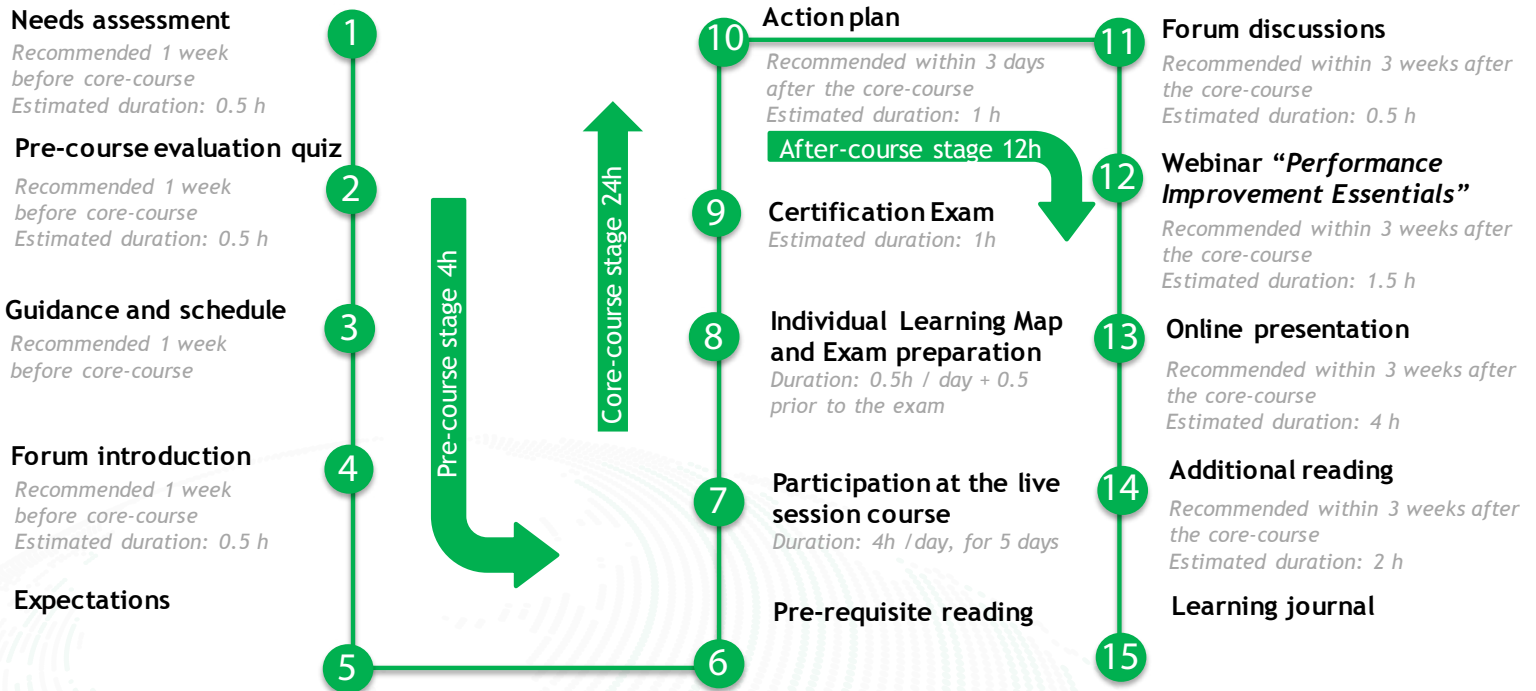 Needs assessment
Recommended 1 week
before core-course
Estimated duration: 0.5 h
1
Pre-course evaluation quiz
Recommended 1 week
before core-course
Estimated duration: 0.5 h
2
Guidance and schedule
Recommended 1 week
before core-course
3
Forum introduction
Recommended 1 week
before core-course
Estimated duration: 0.5 h
4
Expectations
5
Pre-course stage 4h
Core-course stage 24h
6
Pre-requisite reading
7
Participation at the live
session course
Duration: 4h /day, for 5 days
8
Individual Learning Map
and Exam preparation
Duration: 0.5h / day + 0.5
prior to the exam
9
Certification Exam
Estimated duration: 1h
10
Action plan
Recommended within 3 days
after the core-course
Estimated duration: 1 h
After-course stage 12h
11
Forum discussions
Recommended within 3 weeks after
the core-course
Estimated duration: 0.5 h
12
Webinar “Performance
Improvement Essentials”
Recommended within 3 weeks after
the core-course
Estimated duration: 1.5 h
13
Online presentation
Recommended within 3 weeks after
the core-course
Estimated duration: 4 h
14
Additional reading
Recommended within 3 weeks after
the core-course
Estimated duration: 2 h
Learning journal
15